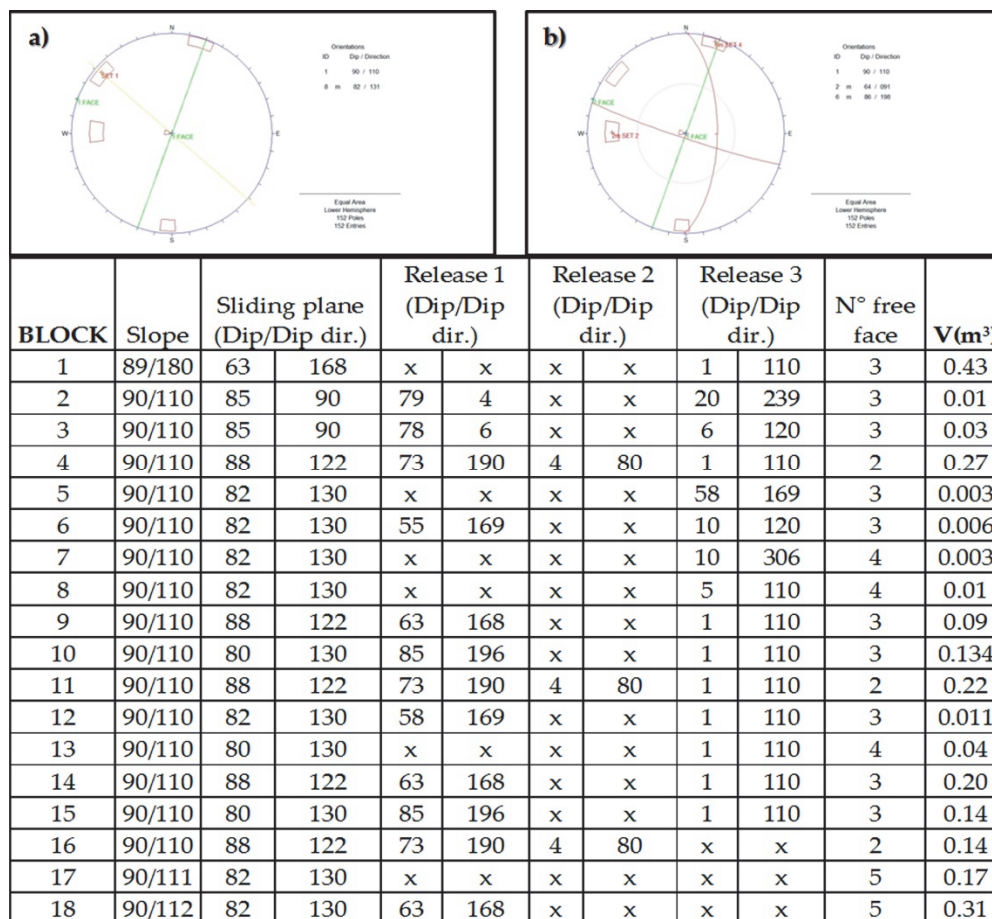 a)
N
SET 1
FACE
W
E
FACE
S
Orientations
ID Dip / Direction
1 90 / 110
8 m 82 / 131
Equal Area
Lower Hemisphere
152 Poles
152 Entries
b)
N
SET 4
FACE
W
E
2m SET 2
FACE
S
Orientations
ID Dip / Direction
1 90 / 110
2 m 64 / 091
6 m 86 / 198
Equal Area
Lower Hemisphere
152 Poles
152 Entries
BLOCK Slope Sliding plane (Dip/Dip dir.) Release 1 (Dip/Dip dir.) Release 2 (Dip/Dip dir.) Release 3 (Dip/Dip dir.) N° free face V(m³)
1 89/180 63 168 x x x x 1 110 3 0.43
2 90/110 85 90 79 4 x x 20 239 3 0.01
3 90/110 85 90 78 6 x x 6 120 3 0.03
4 90/110 88 122 73 190 4 80 1 110 2 0.27
5 90/110 82 130 x x x x 58 169 3 0.003
6 90/110 82 130 55 169 x x 10 120 3 0.006
7 90/110 82 130 x x x x 10 306 4 0.003
8 90/110 82 130 x x x x 5 110 4 0.01
9 90/110 88 122 63 168 x x 1 110 3 0.09
10 90/110 80 130 85 196 x x 1 110 3 0.134
11 90/110 88 122 73 190 4 80 1 110 2 0.22
12 90/110 82 130 58 169 x x 1 110 3 0.011
13 90/110 80 130 x x x x 1 110 4 0.04
14 90/110 88 122 63 168 x x 1 110 3 0.20
15 90/110 80 130 85 196 x x 1 110 3 0.14
16 90/110 88 122 73 190 4 80 x x 2 0.14
17 90/111 82 130 x x x x x x 5 0.17
18 90/112 82 130 63 168 x x x x 5 0.31